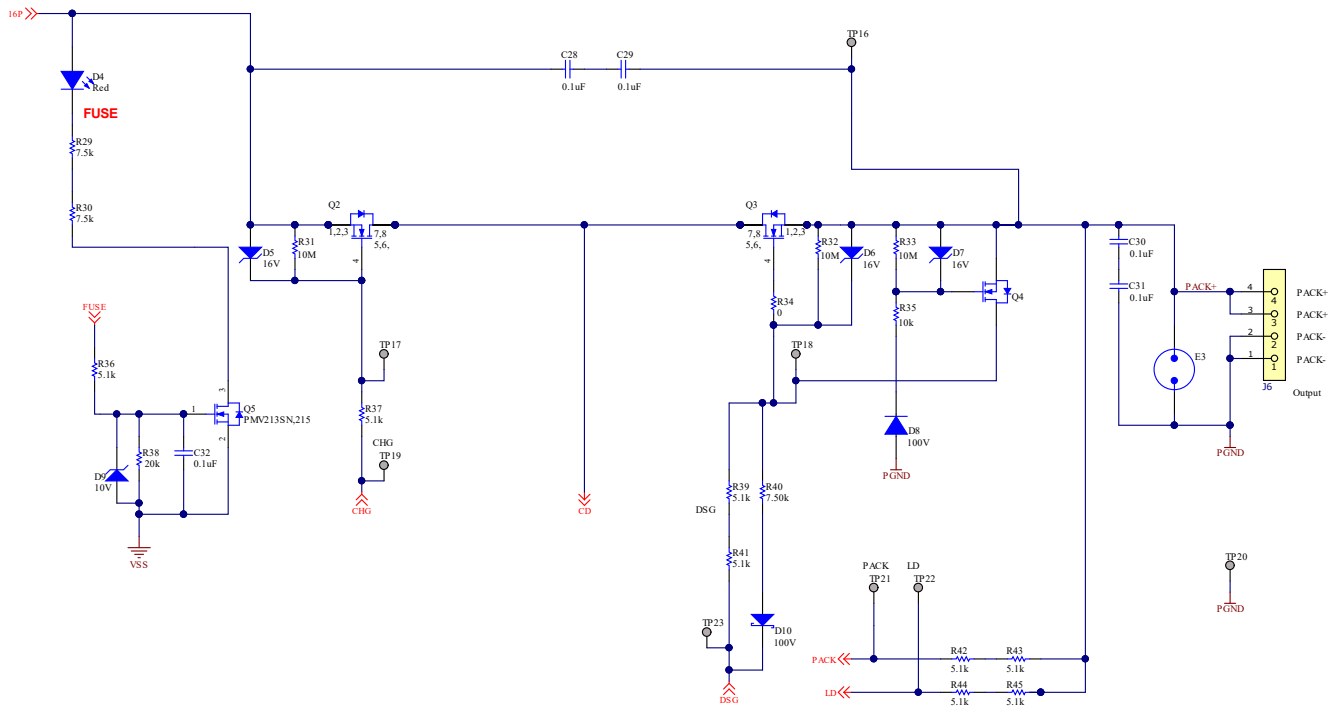 16P
D4
Red
FUSE
R29
7.5k
R30
7.5k
C28
0.1uF
C29
0.1uF
TP16
Q2
1,2,3
7,8
5,6,
4
D5
16V
R31
10M
Q3
7,8
5,6,
1,2,3
4
R32
10M
D6
16V
R33
10M
D7
16V
Q4
R34
0
R35
10k
C30
0.1uF
C31
0.1uF
PACK+
4
4
3
3
2
2
1
1
PACK+
PACK+
PACK-
PACK-
J6
Output
E3
PGND
FUSE
R36
5.1k
1
3
2
Q5
PMV213SN,215
D9
10V
R38
20k
C32
0.1uF
VSS
TP17
R37
5.1k
CHG
TP19
CHG
CD
TP18
D8
100V
PGND
R39
5.1k
R40
7.50k
DSG
R41
5.1k
TP23
D10
100V
DSG
PACK
TP21
LD
TP22
PACK
R42
5.1k
R43
5.1k
LD
R44
5.1k
R45
5.1k
TP20
PGND